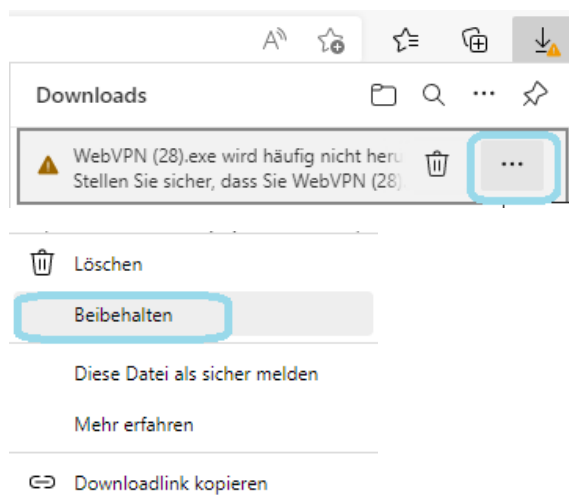 Downloads
WebVPN (28).exe wird häufig nicht heru
Stellen Sie sicher, dass Sie WebVPN (28)
Löschen
Beibehalten
Diese Datei als sicher melden
Mehr erfahren
Downloadlink kopieren